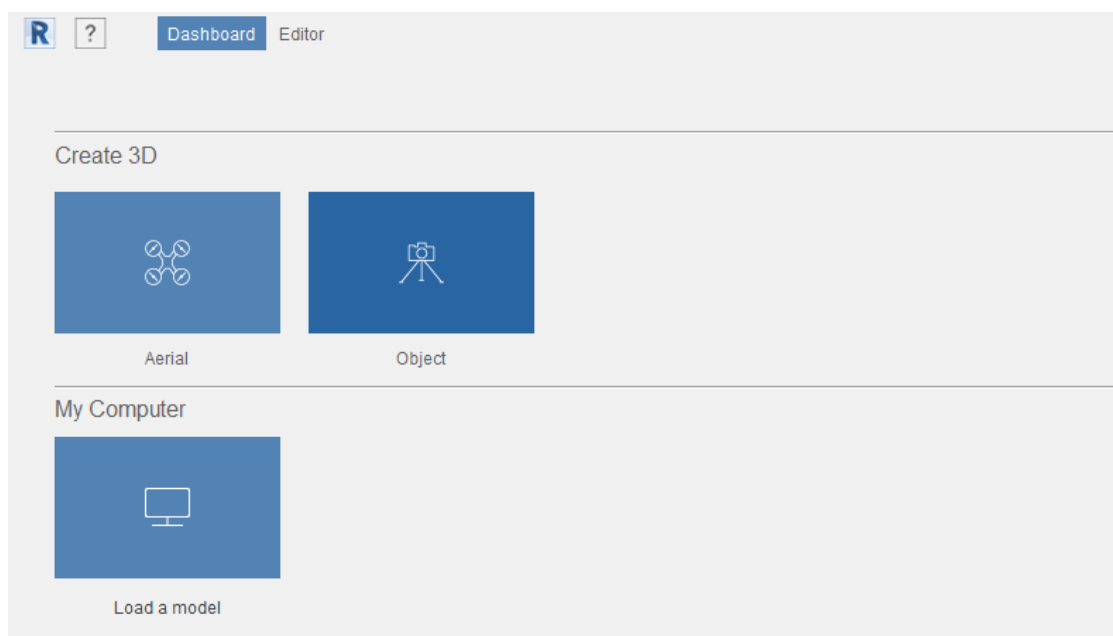 R ? Dashboard Editor
Create 3D
Aerial Object
My Computer
Load a model